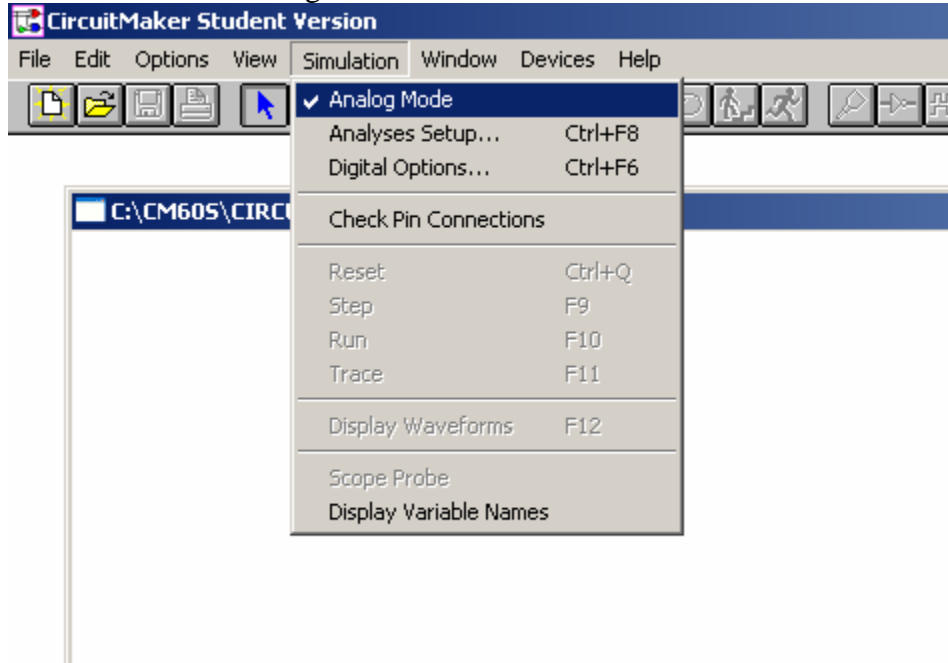 CircuitMaker Student Version
File Edit Options View Simulation Window Devices Help
✓ Analog Mode
Analyses Setup... Ctrl+F8
Digital Options... Ctrl+F6
C:\CM60S\
Check Pin Connections
Reset Ctrl+Q
Step F9
Run F10
Trace F11
Display Waveforms F12
Scope Probe
Display Variable Names